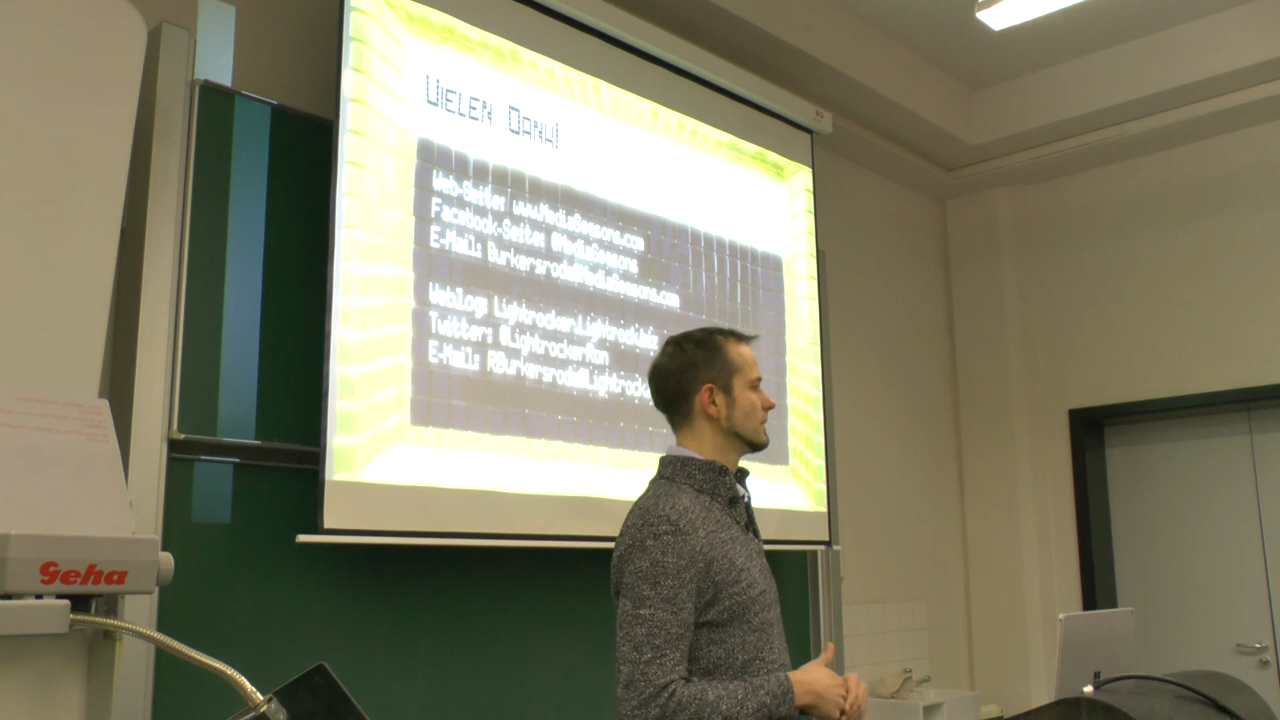 Vielen Dank!
Web-Seite: www.MediaSeasons.com
Facebook-Seite: @MediaSeasons
E-Mail: Burkersroda@MediaSeasons.com
Weblog: Lightrocker.Lightrock.biz
Twitter: @LightrockerRon
E-Mail: RBurkersroda@Lightrock
Geha